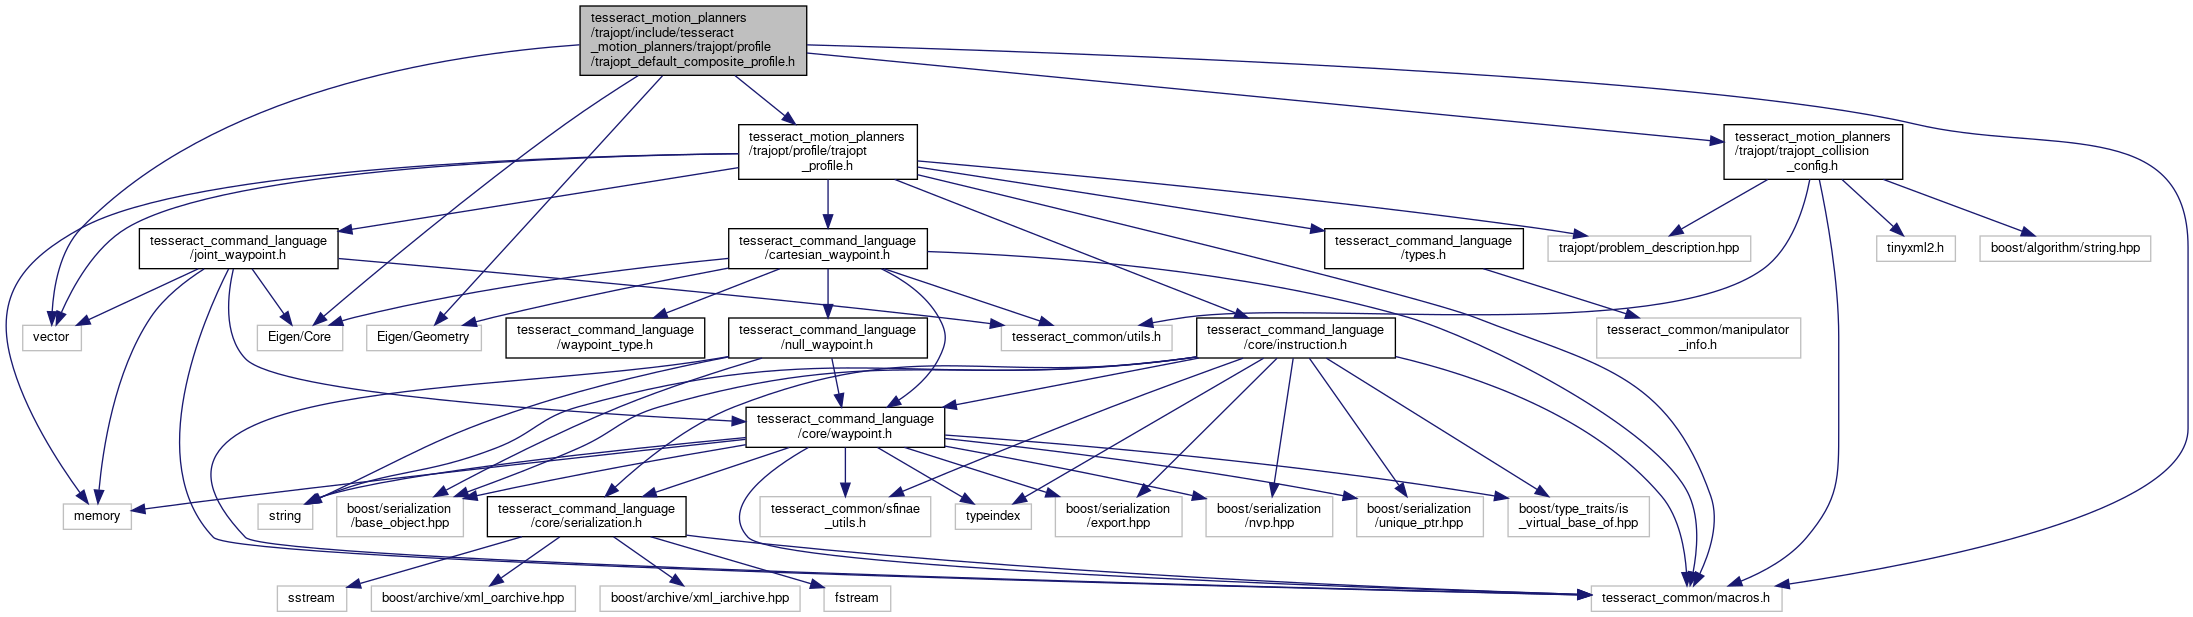 tesseract_motion_planners
/trajopt/include/tesseract
_motion_planners/trajopt/profile
/trajopt_default_composite_profile.h
tesseract_motion_planners
/trajopt/profile/trajopt
_profile.h
tesseract_motion_planners
/trajopt/trajopt_collision
_config.h
tesseract_command_language
/joint_waypoint.h
tesseract_command_language
/cartesian_waypoint.h
tesseract_command_language
/types.h
trajopt/problem_description.hpp
tinyxml2.h
boost/algorithm/string.hpp
vector
Eigen/Core
Eigen/Geometry
tesseract_command_language
/waypoint_type.h
tesseract_command_language
/null_waypoint.h
tesseract_common/utils.h
tesseract_command_language
/core/instruction.h
tesseract_common/manipulator
_info.h
tesseract_command_language
/core/waypoint.h
memory
string
boost/serialization
/base_object.hpp
tesseract_command_language
/core/serialization.h
tesseract_common/sfinae
_utils.h
typeindex
boost/serialization
/export.hpp
boost/serialization
/nvp.hpp
boost/serialization
/unique_ptr.hpp
boost/type_traits/is
_virtual_base_of.hpp
sstream
boost/archive/xml_oarchive.hpp
boost/archive/xml_iarchive.hpp
fstream
tesseract_common/macros.h